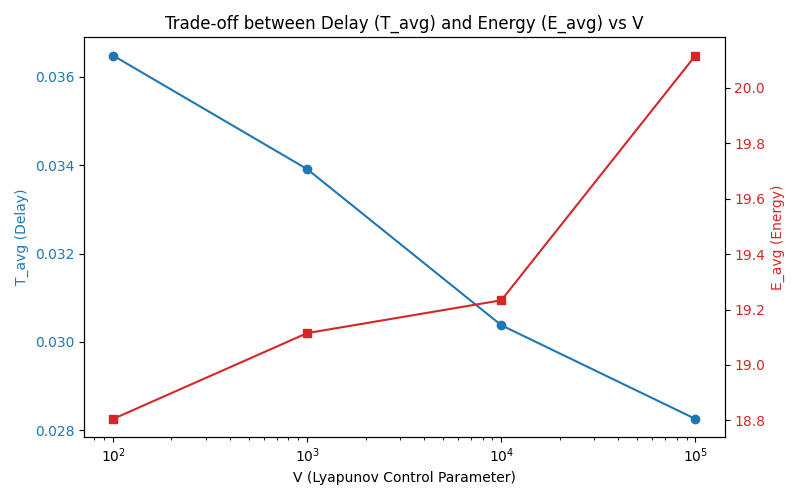 Trade-off between Delay (T_avg) and Energy (E_avg) vs V
T_avg (Delay)
0.036
0.034
0.032
0.030
0.028
E_avg (Energy)
20.0
19.8
19.6
19.4
19.2
19.0
18.8
10² 10³ 10⁴ 10⁵
V (Lyapunov Control Parameter)